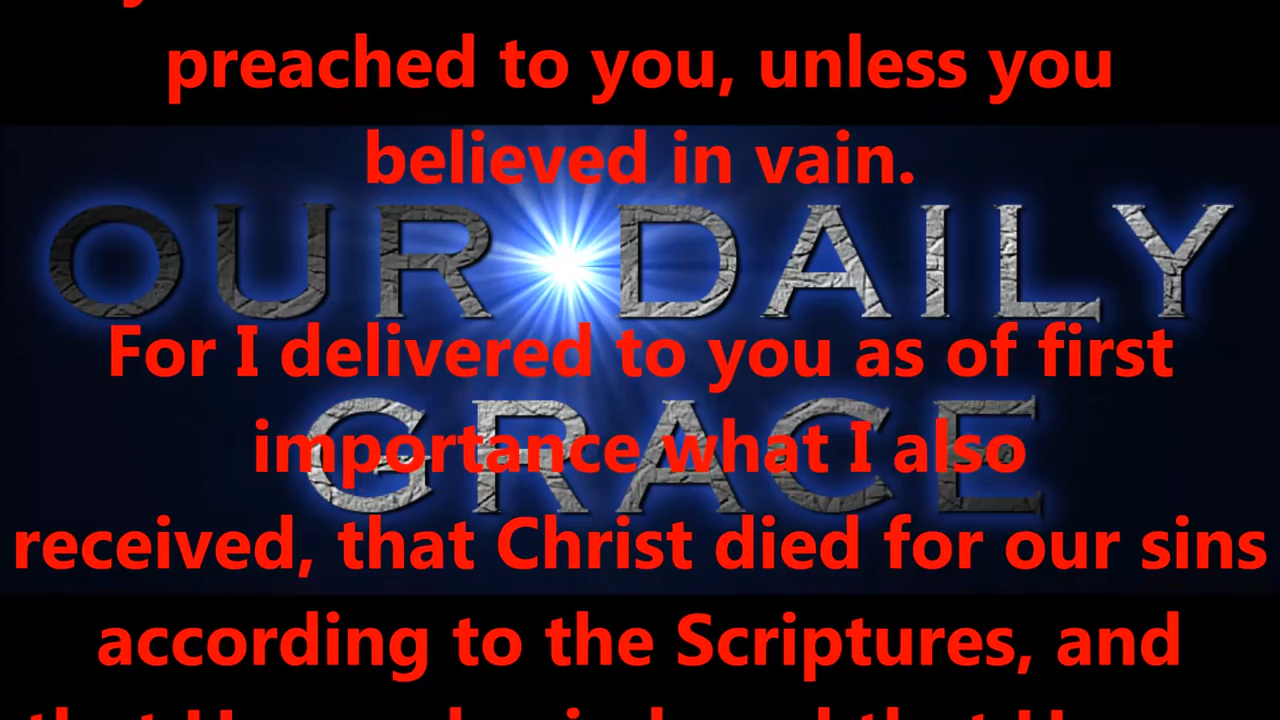 preached to you, unless you
believed in vain.
OUR DAILY
For I delivered to you as of first
GRACE
importance what I also
received, that Christ died for our sins
according to the Scriptures, and